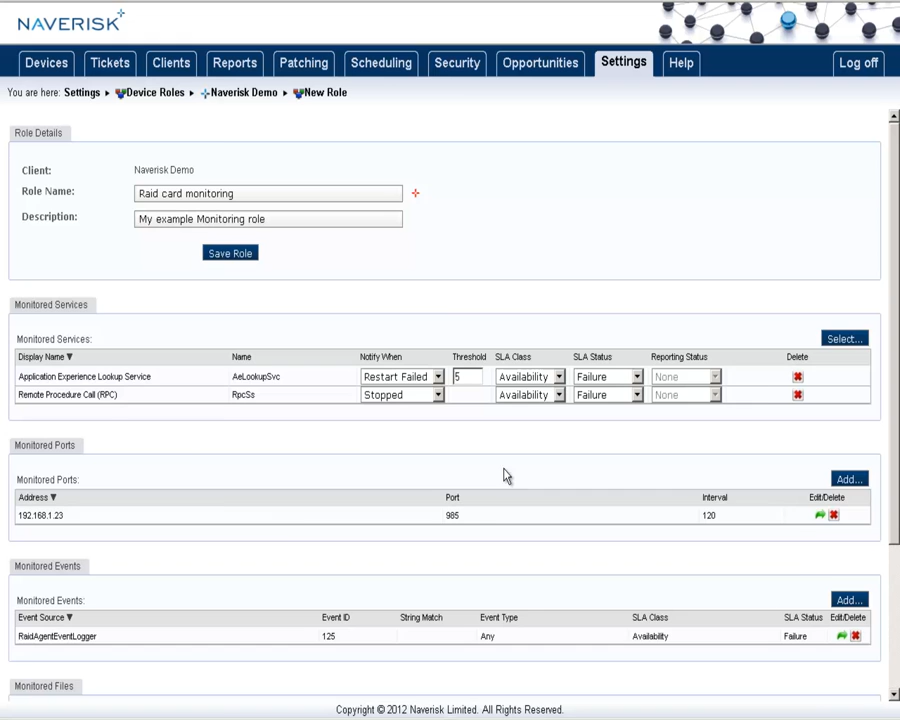 NAVERISK
Devices Tickets Clients Reports Patching Scheduling Security Opportunities Settings Help Log off
You are here: Settings ▸ Device Roles ▸ Naverisk Demo ▸ New Role
Role Details
Client: Naverisk Demo
Role Name: Raid card monitoring
Description: My example Monitoring role
Save Role
Monitored Services
Monitored Services: Select...
Display Name ▼ Name Notify When Threshold SLA Class SLA Status Reporting Status Delete
Application Experience Lookup Service AeLookupSvc Restart Failed 5 Availability Failure None
Remote Procedure Call (RPC) RpcSs Stopped Availability Failure None
Monitored Ports
Monitored Ports: Add...
Address ▼ Port Interval Edit/Delete
192.168.1.23 985 120
Monitored Events
Monitored Events: Add...
Event Source ▼ Event ID String Match Event Type SLA Class SLA Status Edit/Delete
RaidAgentEventLogger 125 Any Availability Failure
Monitored Files
Copyright © 2012 Naverisk Limited. All Rights Reserved.